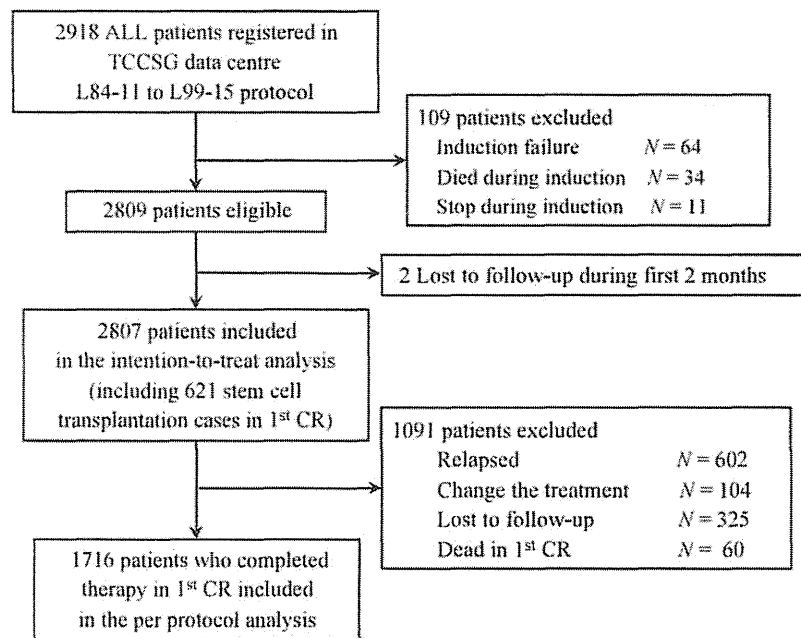 2918 ALL patients registered in
TCCSG data centre
L84-11 to L99-15 protocol
109 patients excluded
Induction failure N = 64
Died during induction N = 34
Stop during induction N = 11
2809 patients eligible
2 Lost to follow-up during first 2 months
2807 patients included
in the intention-to-treat analysis
(including 621 stem cell
transplantation cases in 1st CR)
1091 patients excluded
Relapsed N = 602
Change the treatment N = 104
Lost to follow-up N = 325
Dead in 1st CR N = 60
1716 patients who completed
therapy in 1st CR included
in the per protocol analysis